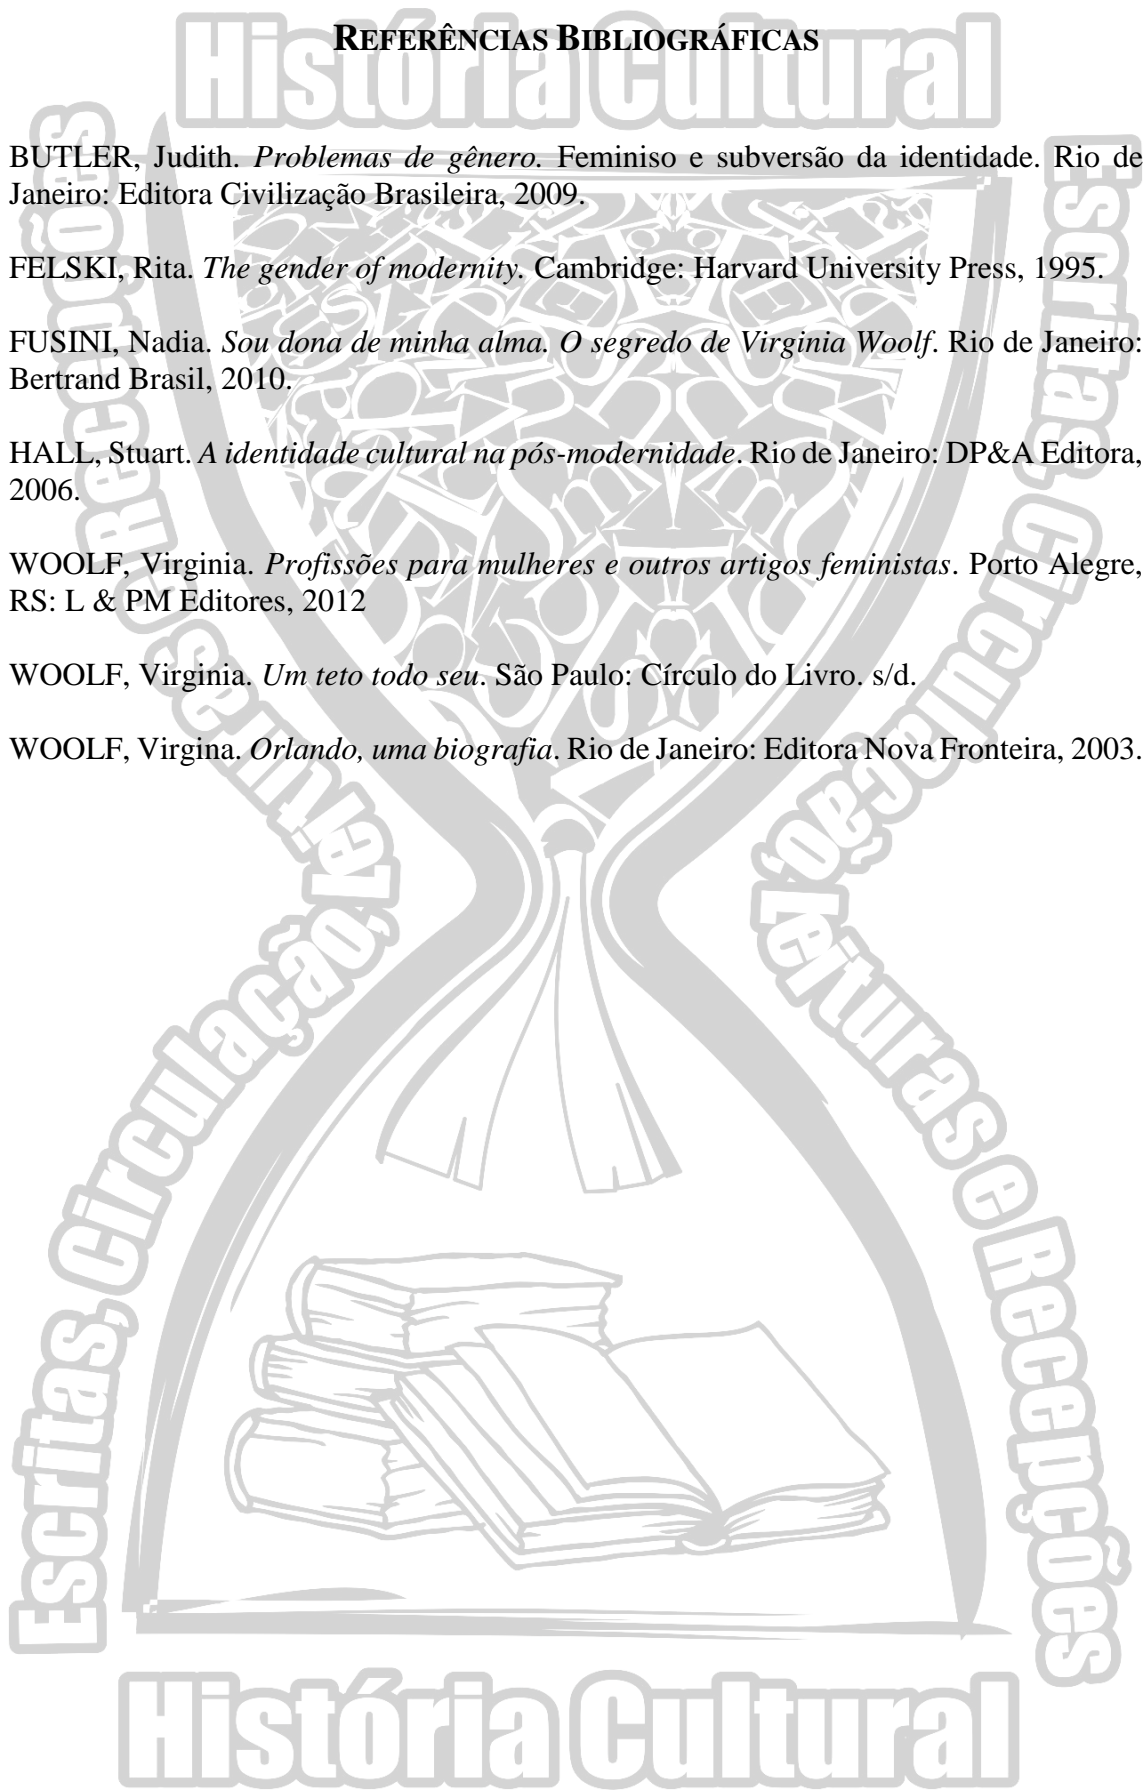 História Cultural
REFERÊNCIAS BIBLIOGRÁFICAS
BUTLER, Judith. Problemas de gênero. Feminiso e subversão da identidade. Rio de
Janeiro: Editora Civilização Brasileira, 2009.
FELSKI, Rita. The gender of modernity. Cambridge: Harvard University Press, 1995.
FUSINI, Nadia. Sou dona de minha alma. O segredo de Virginia Woolf. Rio de Janeiro:
Bertrand Brasil, 2010.
HALL, Stuart. A identidade cultural na pós-modernidade. Rio de Janeiro: DP&A Editora,
2006.
WOOLF, Virginia. Profissões para mulheres e outros artigos feministas. Porto Alegre,
RS: L & PM Editores, 2012
WOOLF, Virginia. Um teto todo seu. São Paulo: Círculo do Livro. s/d.
WOOLF, Virgina. Orlando, uma biografia. Rio de Janeiro: Editora Nova Fronteira, 2003.
Escritas, Circulação, Leituras e Recepções
Escritas, Circulação, Leituras e Recepções
História Cultural